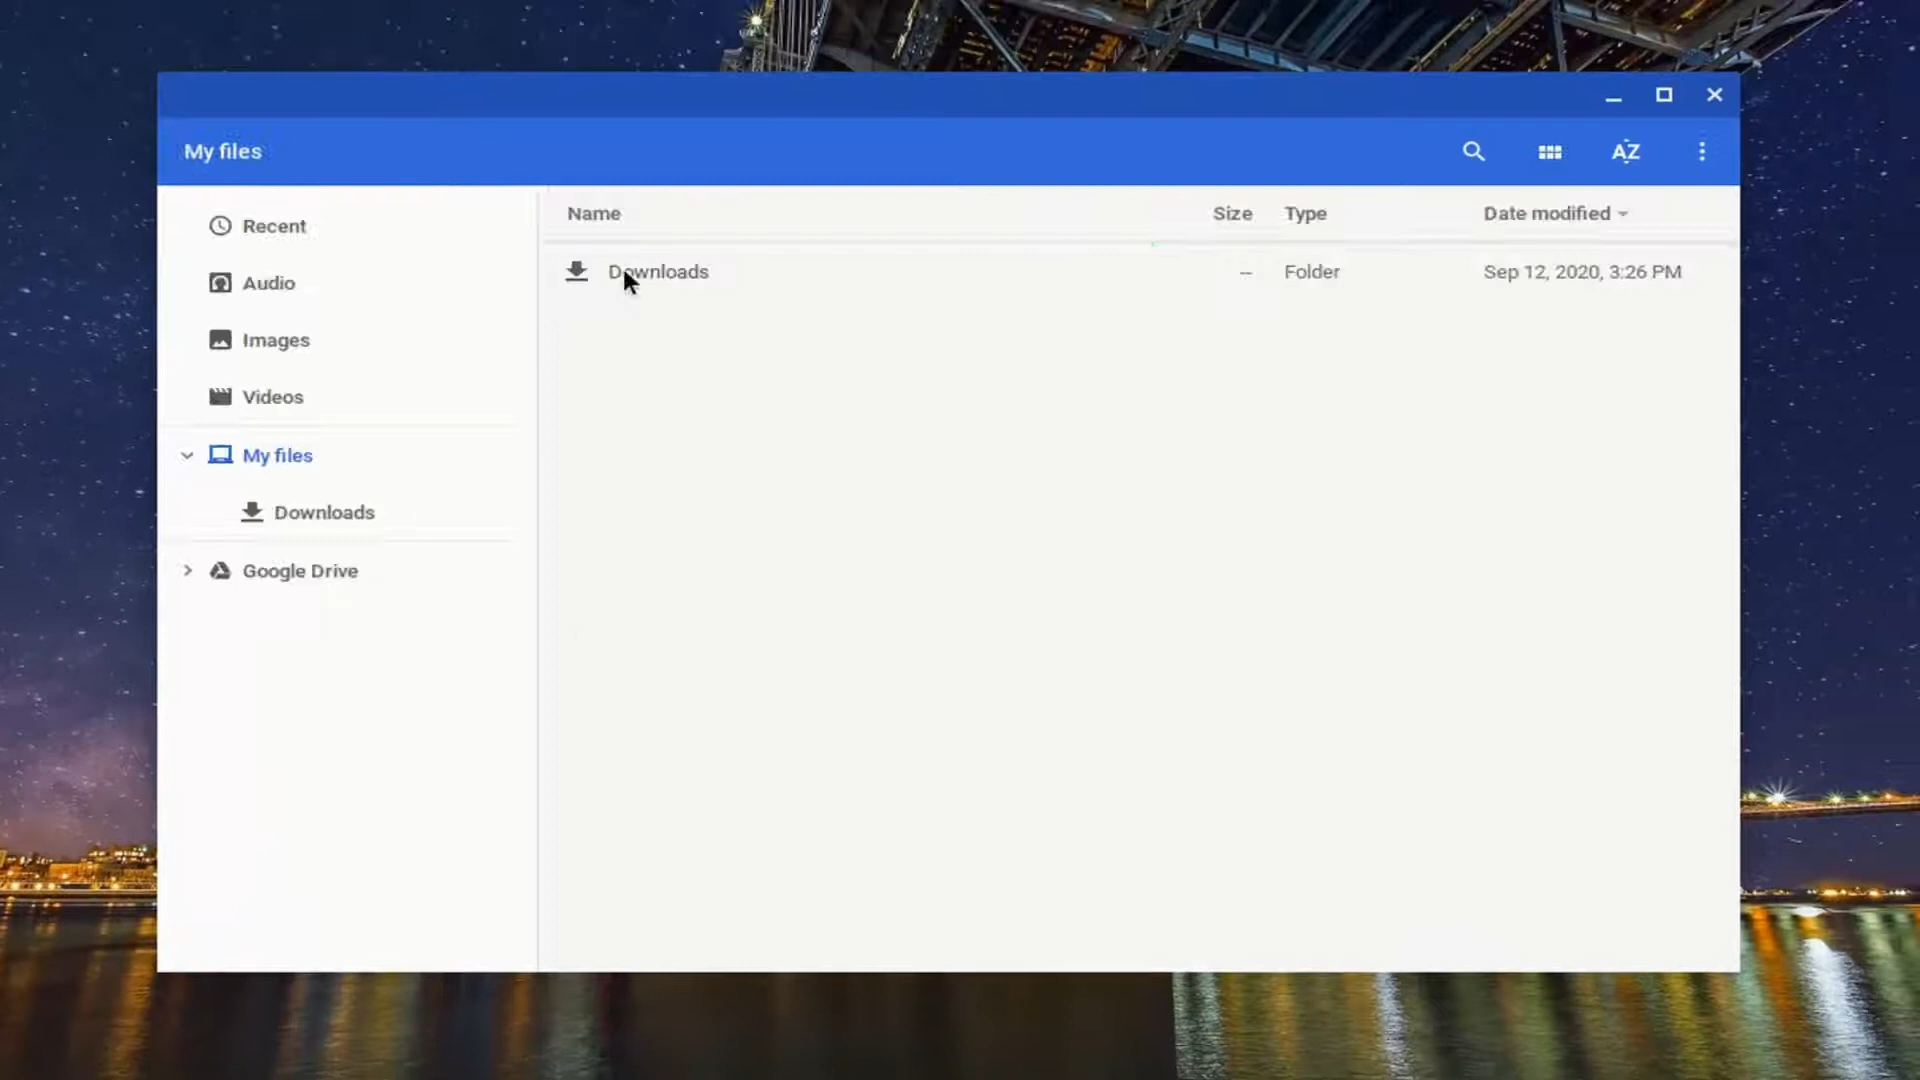 My files
AZ
Recent
Audio
Images
Videos
My files
Downloads
Google Drive
Name Size Type Date modified
Downloads -- Folder Sep 12, 2020, 3:26 PM